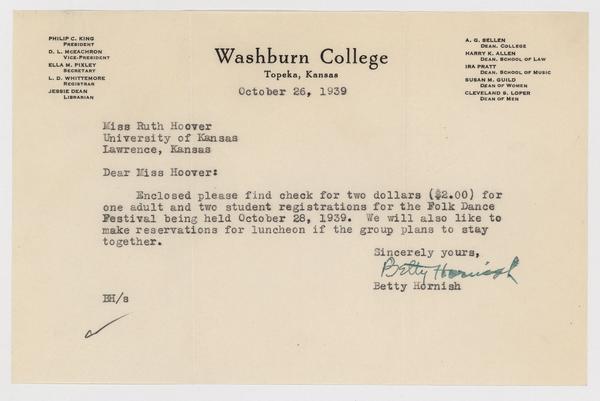 PHILIP C. KING
PRESIDENT
D. L. McEACHRON
VICE-PRESIDENT
ELLA M. PIXLEY
SECRETARY
L. D. WHITTEMORE
REGISTRAR
JESSIE DEAN
LIBRARIAN
Washburn College
Topeka, Kansas
October 26, 1939
A. G. SELLEN
DEAN, COLLEGE
HARRY K. ALLEN
DEAN, SCHOOL OF LAW
IRA PRATT
DEAN, SCHOOL OF MUSIC
SUSAN M. GUILD
DEAN OF WOMEN
CLEVELAND S. LOPER
DEAN OF MEN
Miss Ruth Hoover
University of Kansas
Lawrence, Kansas
Dear Miss Hoover:
Enclosed please find check for two dollars ($2.00) for
one adult and two student registrations for the Folk Dance
Festival being held October 28, 1939. We will also like to
make reservations for luncheon if the group plans to stay
together.
Sincerely yours,
Betty Hornish
Betty Hornish
BH/s